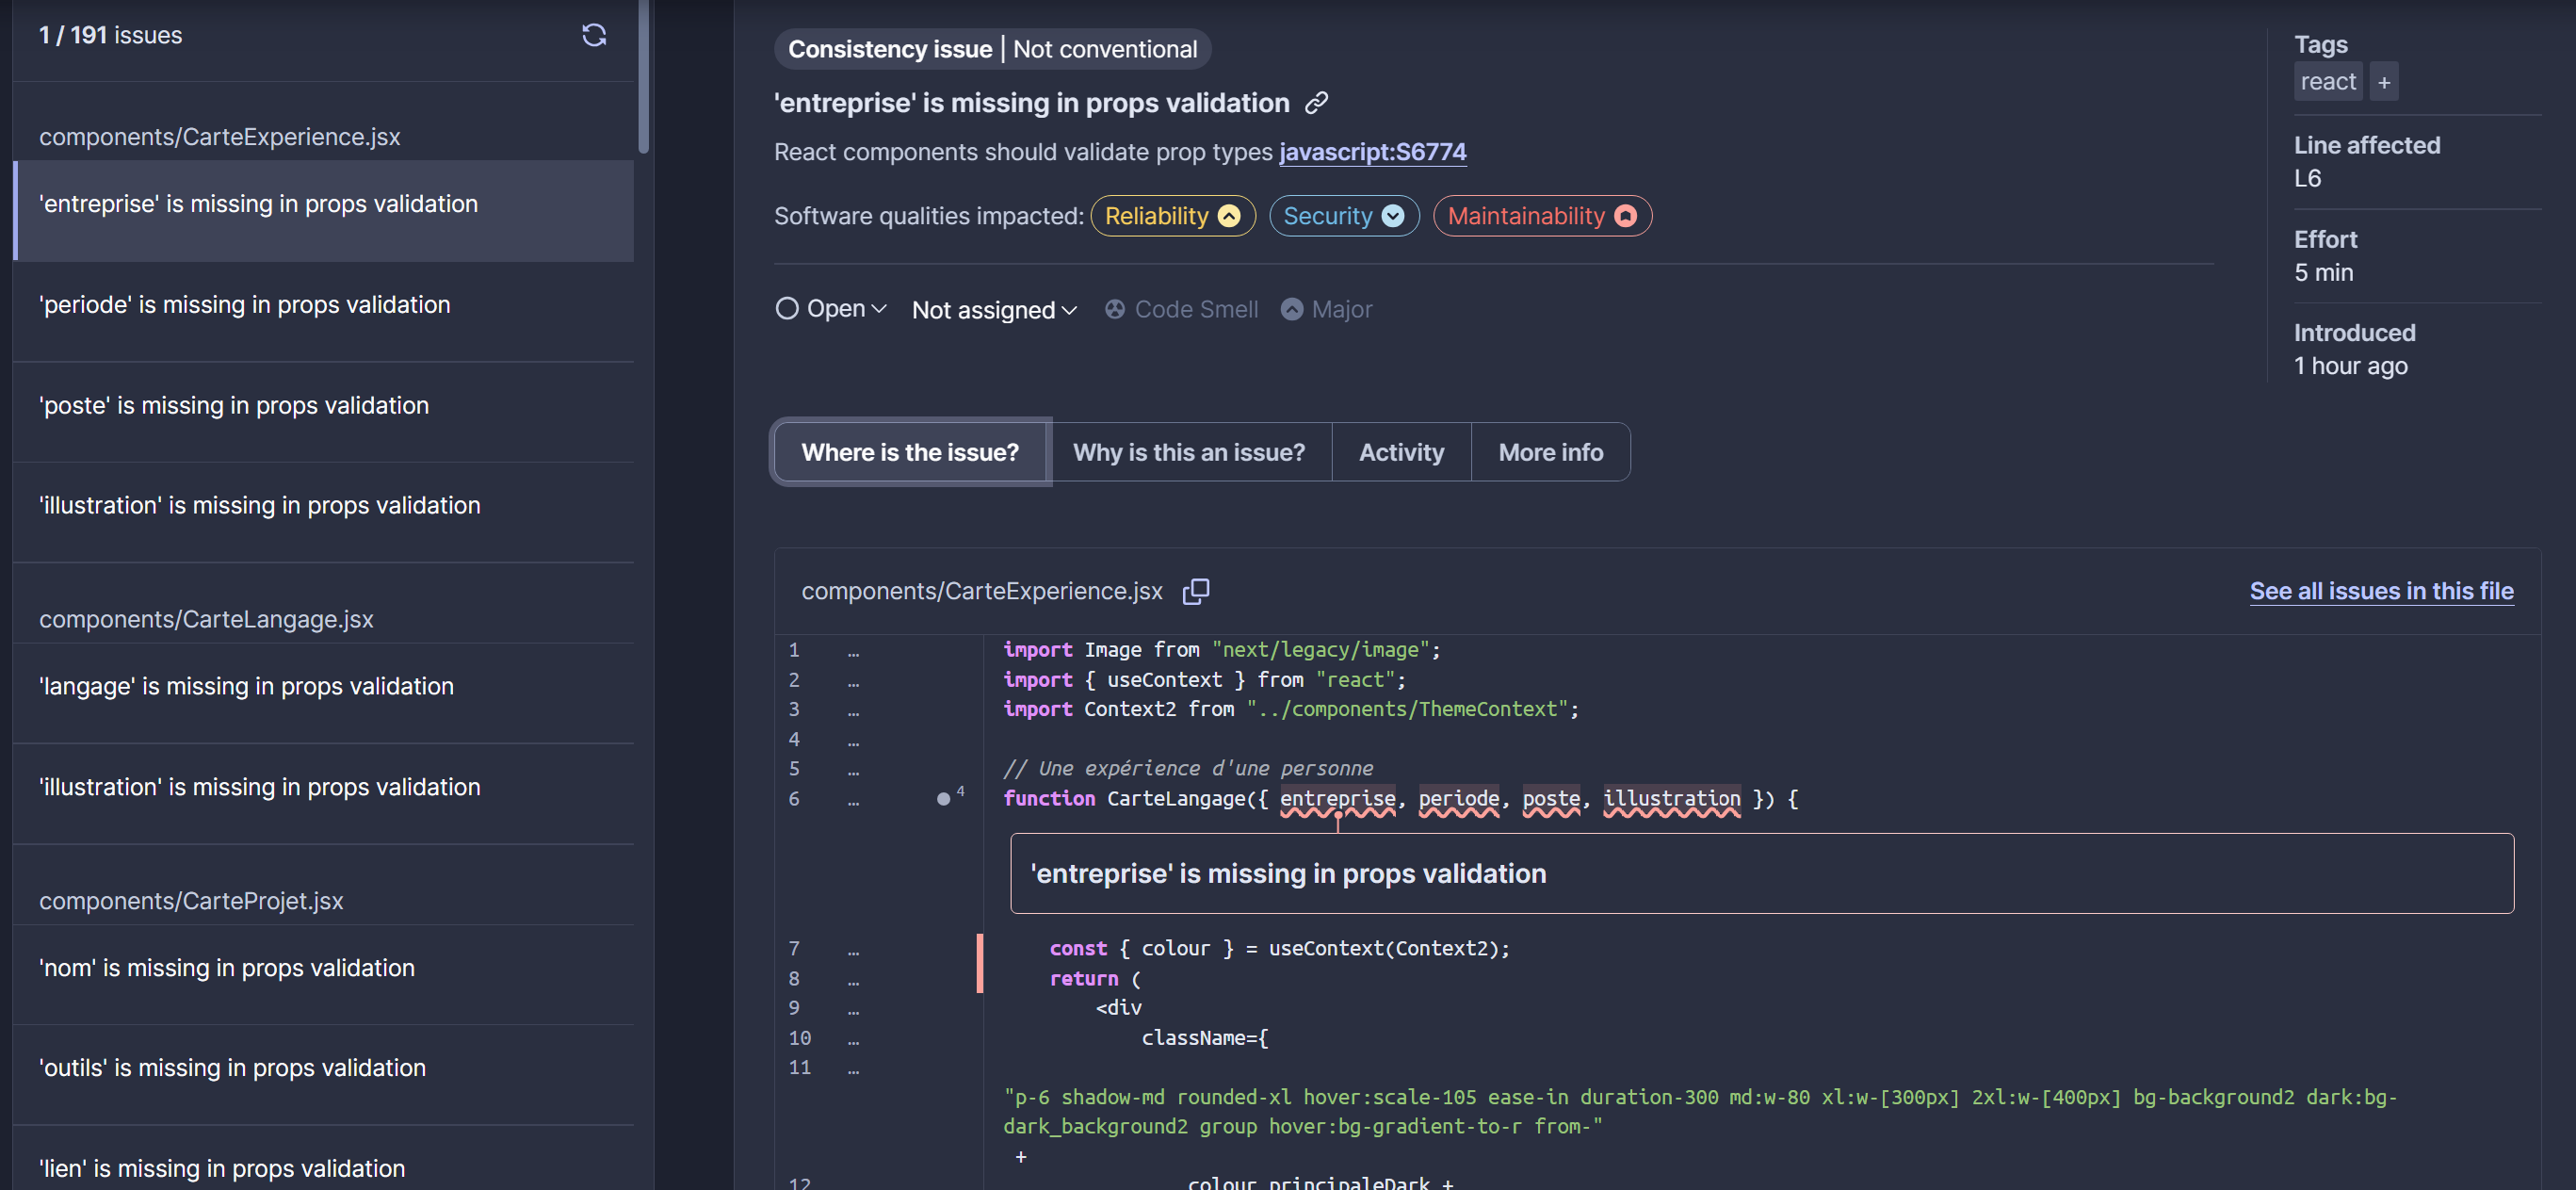 1 / 191 issues
components/CarteExperience.jsx
'entreprise' is missing in props validation
'periode' is missing in props validation
'poste' is missing in props validation
'illustration' is missing in props validation
components/CarteLangage.jsx
'langage' is missing in props validation
'illustration' is missing in props validation
components/CarteProjet.jsx
'nom' is missing in props validation
'outils' is missing in props validation
'lien' is missing in props validation
Consistency issue | Not conventional
'entreprise' is missing in props validation
React components should validate prop types javascript:S6774
Software qualities impacted: Reliability Security Maintainability
Open Not assigned Code Smell Major
Tags
react +
Line affected
L6
Effort
5 min
Introduced
1 hour ago
Where is the issue? Why is this an issue? Activity More info
components/CarteExperience.jsx See all issues in this file
1 … import Image from "next/legacy/image";
2 … import { useContext } from "react";
3 … import Context2 from "../components/ThemeContext";
4 …
5 … // Une expérience d'une personne
6 … 4 function CarteLangage({ entreprise, periode, poste, illustration }) {
'entreprise' is missing in props validation
7 … const { colour } = useContext(Context2);
8 … return (
9 … <div
10 … className={
11 …
"p-6 shadow-md rounded-xl hover:scale-105 ease-in duration-300 md:w-80 xl:w-[300px] 2xl:w-[400px] bg-background2 dark:bg-
dark_background2 group hover:bg-gradient-to-r from-"
+
12 colour.principaleDark +